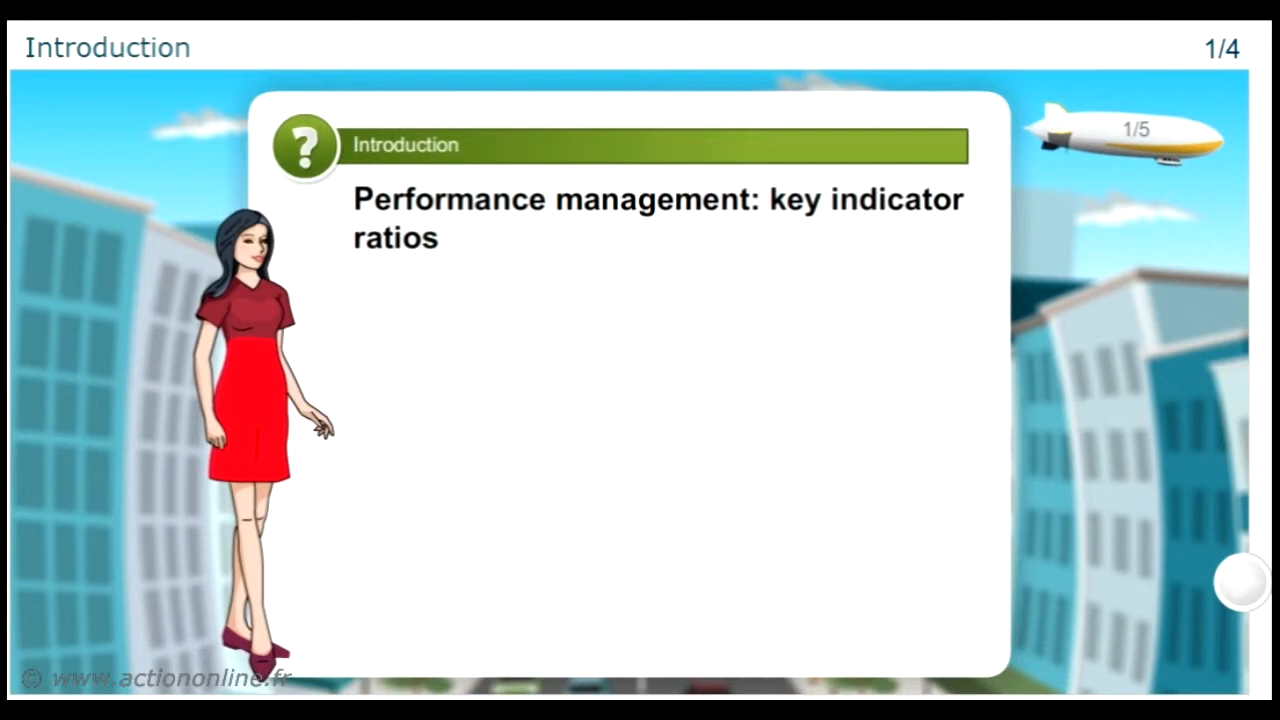 Introduction
1/4
1/5
?
Introduction
Performance management: key indicator
ratios
© www.actiononline.fr